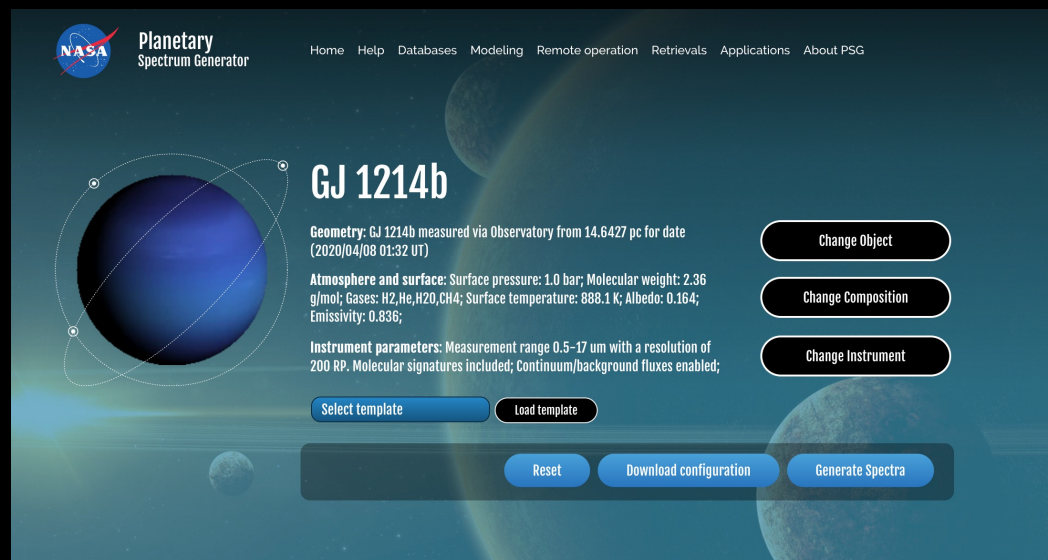 NASA
Planetary
Spectrum Generator
Home Help Databases Modeling Remote operation Retrievals Applications About PSG
GJ 1214b
Geometry: GJ 1214b measured via Observatory from 14.6427 pc for date
(2020/04/08 01:32 UT)
Atmosphere and surface: Surface pressure: 1.0 bar; Molecular weight: 2.36
g/mol; Gases: H2,He,H2O,CH4; Surface temperature: 888.1 K; Albedo: 0.164;
Emissivity: 0.836;
Instrument parameters: Measurement range 0.5-17 um with a resolution of
200 RP. Molecular signatures included; Continuum/background fluxes enabled;
Change Object
Change Composition
Change Instrument
Select template
Load template
Reset
Download configuration
Generate Spectra